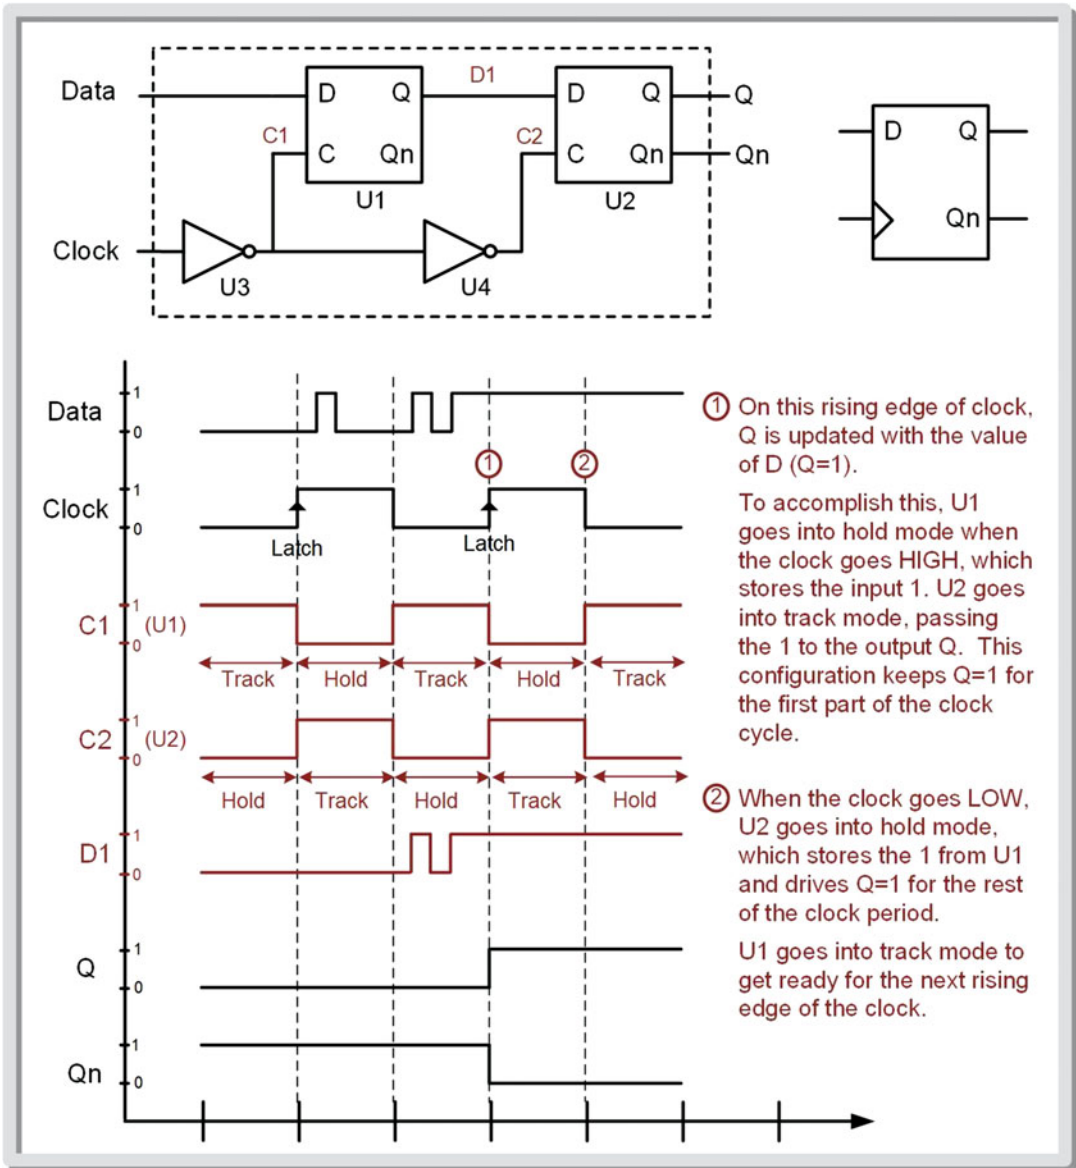 Data
D
Q
D1
D
Q
Q
C1
C
Qn
C2
C
Qn
Qn
U1
U2
Clock
U3
U4
D
Q
Qn
Data
1
0
Clock
1
0
1
2
Latch
Latch
C1 (U1)
1
0
Track
Hold
Track
Hold
Track
C2 (U2)
1
0
Hold
Track
Hold
Track
Hold
D1
1
0
Q
1
0
Qn
1
0
1 On this rising edge of clock,
Q is updated with the value
of D (Q=1).
To accomplish this, U1
goes into hold mode when
the clock goes HIGH, which
stores the input 1. U2 goes
into track mode, passing
the 1 to the output Q. This
configuration keeps Q=1 for
the first part of the clock
cycle.
2 When the clock goes LOW,
U2 goes into hold mode,
which stores the 1 from U1
and drives Q=1 for the rest
of the clock period.
U1 goes into track mode to
get ready for the next rising
edge of the clock.